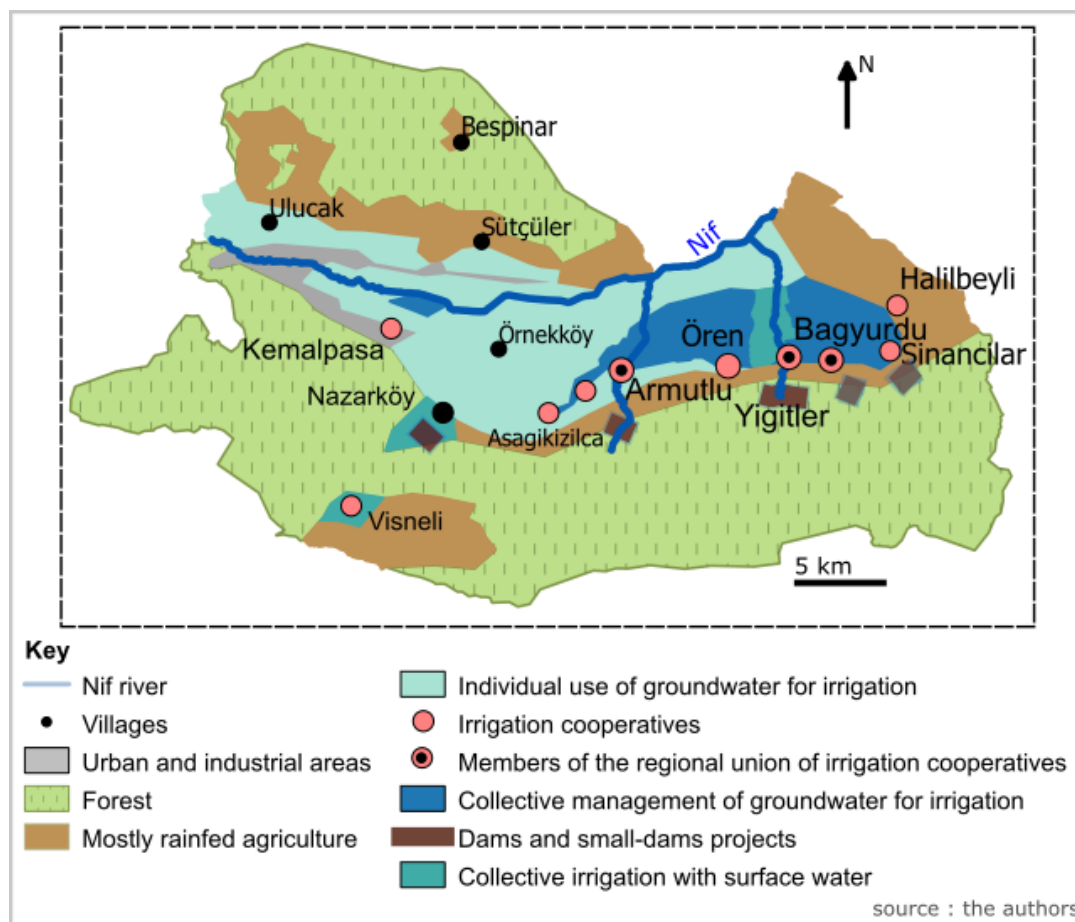 N
Bespinar
Ulucak
Sütçüler
Nif
Halilbeyli
Kemalpasa
Örnekköy
Ören
Bagyurdu
Sinancilar
Nazarköy
Armutlu
Asagikizilca
Yigitler
Visneli
5 km
Key
Nif river
Villages
Urban and industrial areas
Forest
Mostly rainfed agriculture
Individual use of groundwater for irrigation
Irrigation cooperatives
Members of the regional union of irrigation cooperatives
Collective management of groundwater for irrigation
Dams and small-dams projects
Collective irrigation with surface water
source : the authors